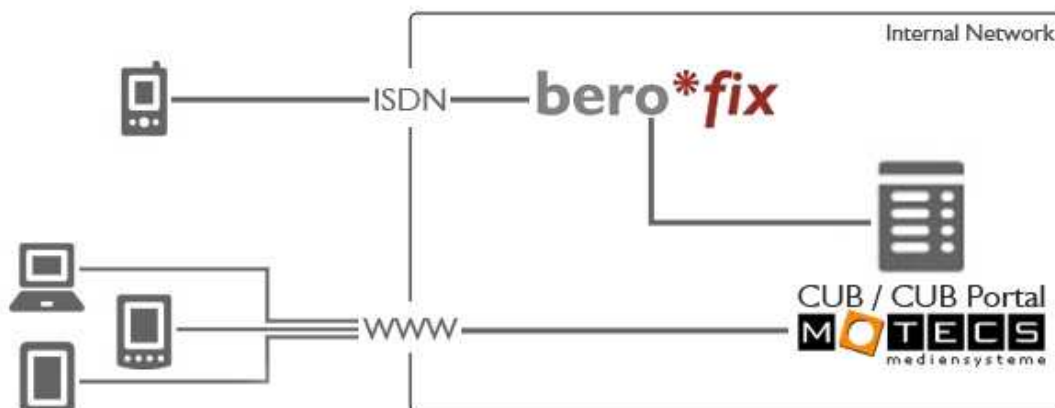 Internal Network
ISDN
bero*fix
CUB / CUB Portal
MOTECS
mediensysteme
WWW